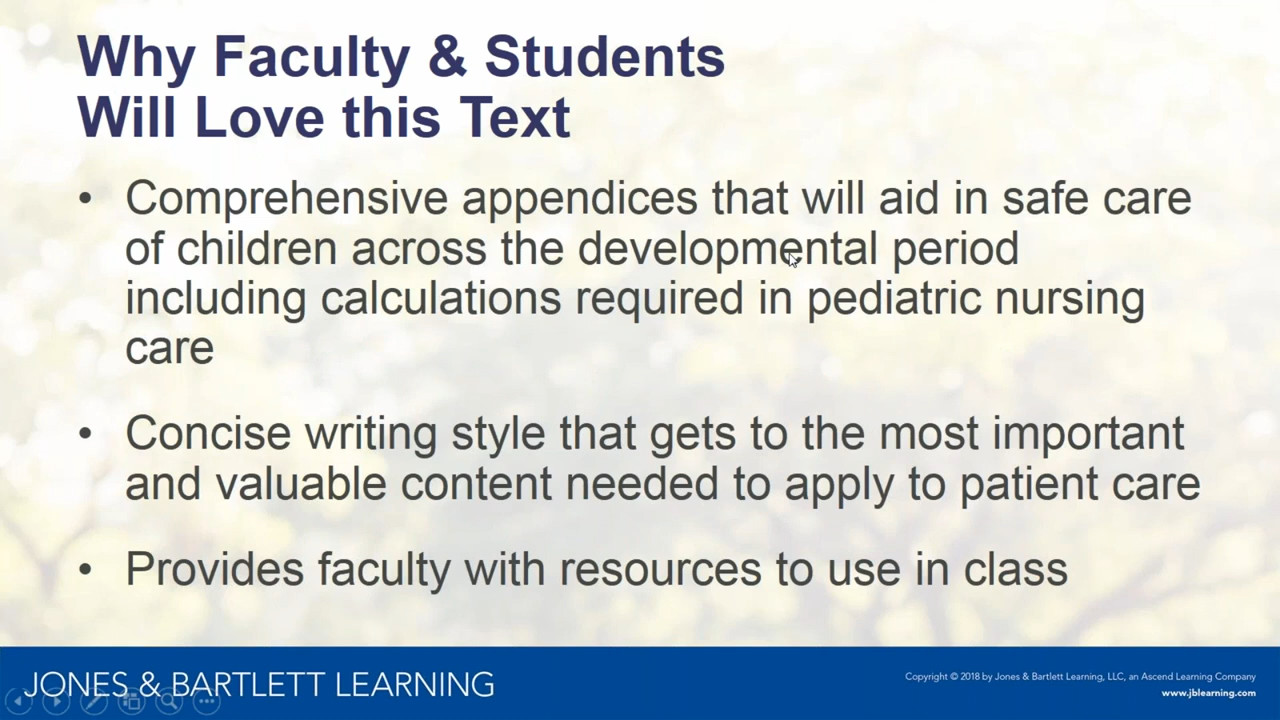 Why Faculty & Students
Will Love this Text
• Comprehensive appendices that will aid in safe care
of children across the developmental period
including calculations required in pediatric nursing
care
• Concise writing style that gets to the most important
and valuable content needed to apply to patient care
• Provides faculty with resources to use in class
JONES & BARTLETT LEARNING
Copyright © 2018 by Jones & Bartlett Learning, LLC, an Ascend Learning Company
www.jblearning.com